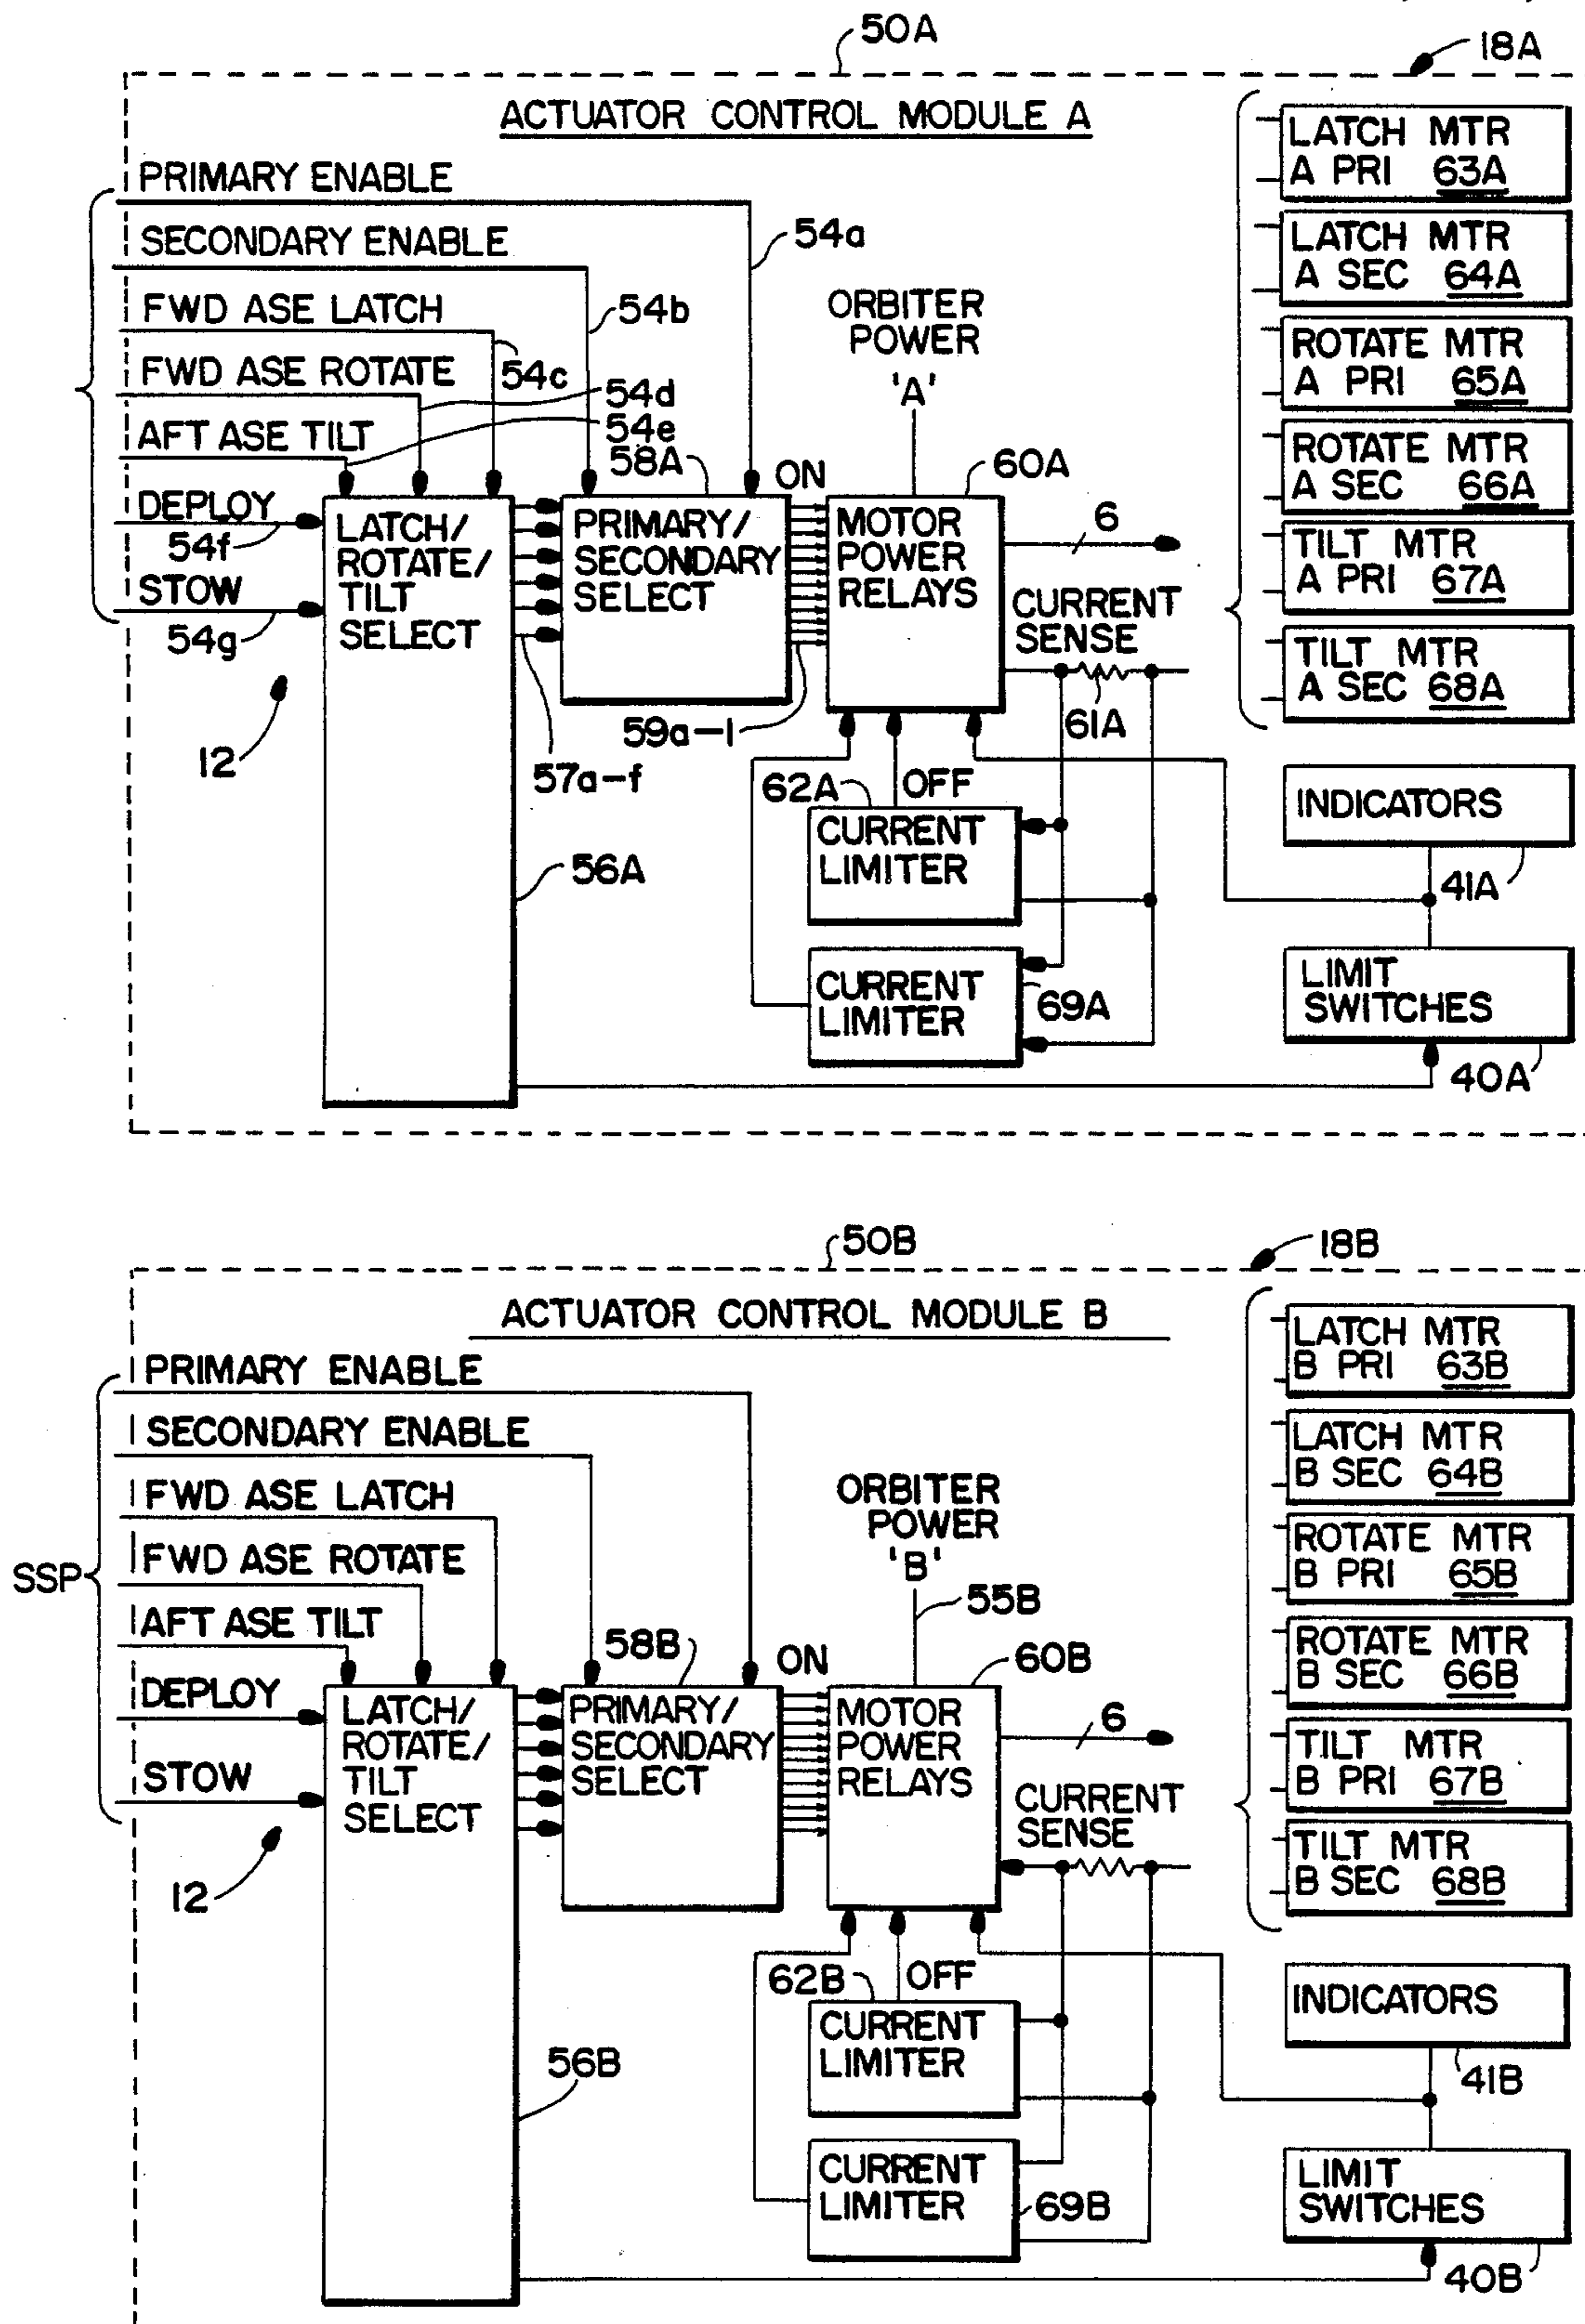 50A
18A
ACTUATOR CONTROL MODULE A
PRIMARY ENABLE
SECONDARY ENABLE
FWD ASE LATCH
FWD ASE ROTATE
AFT ASE TILT
DEPLOY
54f
STOW
54g
54a
54b
54c
54d
54e
58A
ON
ORBITER
POWER
'A'
60A
6
LATCH/
ROTATE/
TILT
SELECT
PRIMARY/
SECONDARY
SELECT
MOTOR
POWER
RELAYS
CURRENT
SENSE
61A
59a-l
57a-f
12
56A
62A
OFF
CURRENT
LIMITER
CURRENT
LIMITER
69A
LATCH MTR
A PRI 63A
LATCH MTR
A SEC 64A
ROTATE MTR
A PRI 65A
ROTATE MTR
A SEC 66A
TILT MTR
A PRI 67A
TILT MTR
A SEC 68A
INDICATORS
41A
LIMIT
SWITCHES
40A
50B
18B
ACTUATOR CONTROL MODULE B
SSP
PRIMARY ENABLE
SECONDARY ENABLE
FWD ASE LATCH
FWD ASE ROTATE
AFT ASE TILT
DEPLOY
STOW
12
58B
ON
ORBITER
POWER
'B'
55B
60B
6
LATCH/
ROTATE/
TILT
SELECT
PRIMARY/
SECONDARY
SELECT
MOTOR
POWER
RELAYS
CURRENT
SENSE
56B
62B
OFF
CURRENT
LIMITER
CURRENT
LIMITER
69B
LATCH MTR
B PRI 63B
LATCH MTR
B SEC 64B
ROTATE MTR
B PRI 65B
ROTATE MTR
B SEC 66B
TILT MTR
B PRI 67B
TILT MTR
B SEC 68B
INDICATORS
41B
LIMIT
SWITCHES
40B